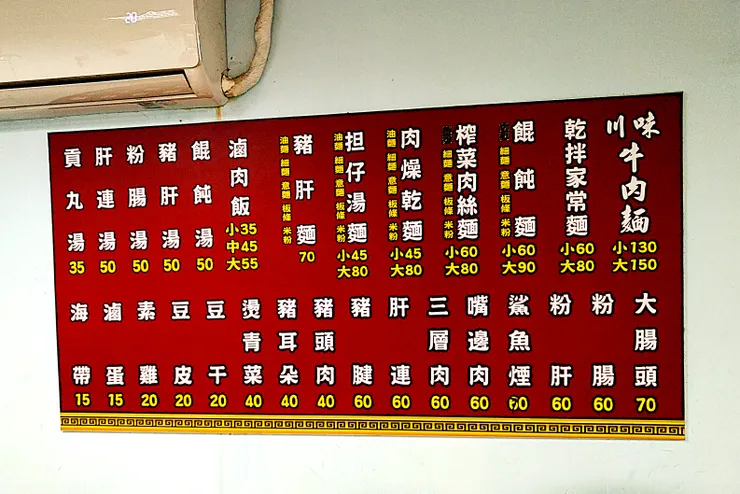 川味牛肉麵
小130
大150
乾拌家常麵
小60
大80
餛飩麵
油麵 細麵 意麵 板條 米粉
小60
大90
榨菜肉絲麵
細麵 意麵 板條 米粉
小60
大80
肉燥乾麵
油麵 細麵 意麵 板條 米粉
小45
大80
担仔湯麵
油麵 細麵 意麵 板條 米粉
小45
大80
豬肝麵
油麵 細麵 意麵 板條 米粉
70
滷肉飯
小35
中45
大55
餛飩湯
50
豬肝湯
50
粉腸湯
50
肝連湯
50
貢丸湯
35
大腸頭
70
粉腸
60
粉肝
60
鯊魚煙
嘴邊肉
60
三層肉
60
肝連
60
豬腱
60
豬頭肉
40
豬耳朵
40
燙青菜
40
豆干
20
豆皮
20
素雞
20
滷蛋
15
海帶
15